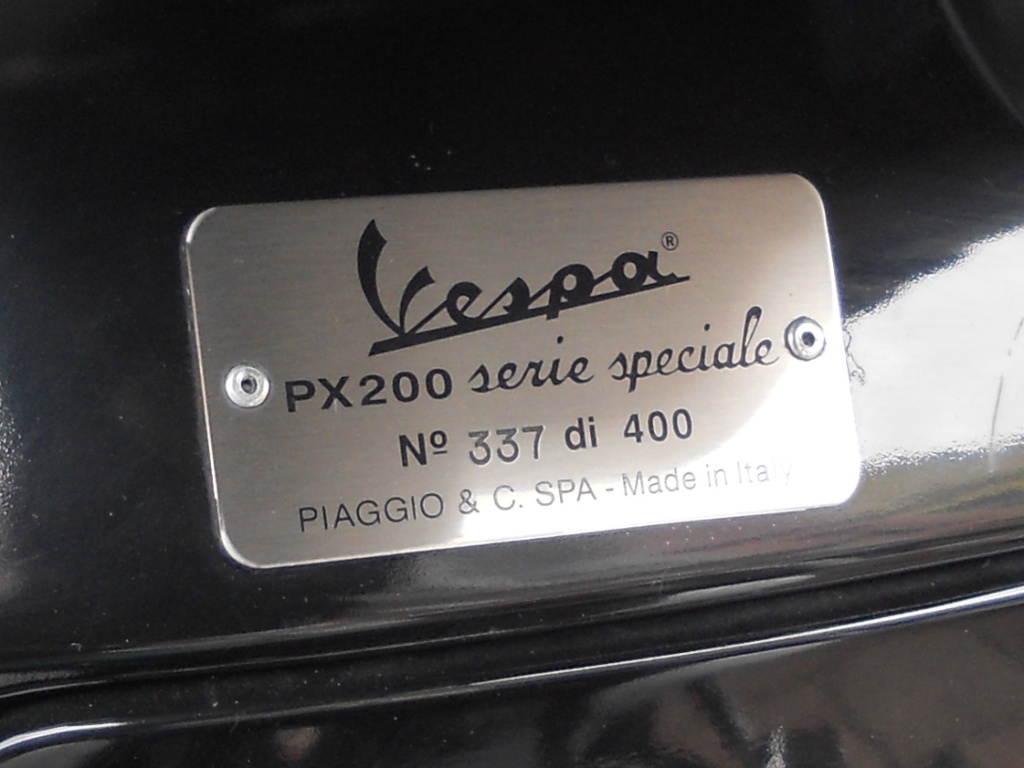 Vespa®
PX200 serie speciale
Nº 337 di 400
PIAGGIO & C. SPA - Made in Italy